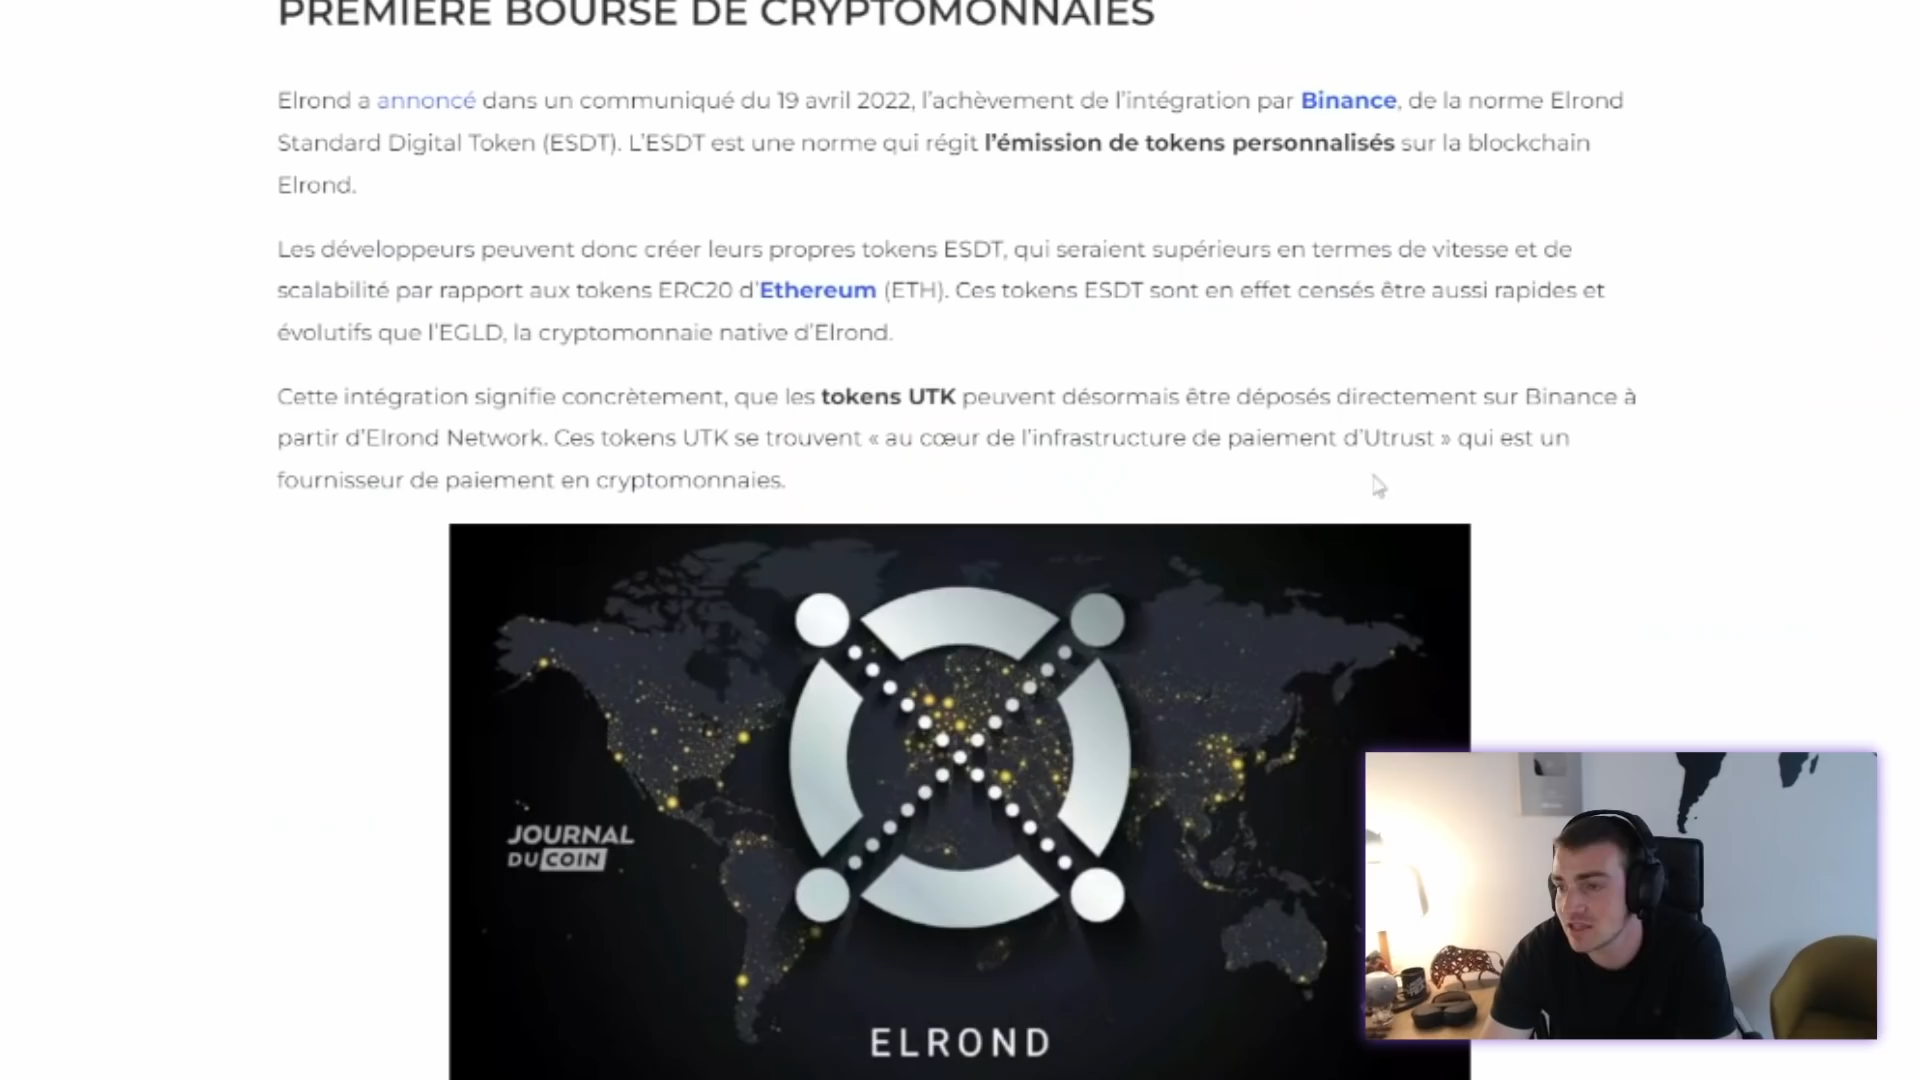 PREMIÈRE BOURSE DE CRYPTOMONNAIES
Elrond a annoncé dans un communiqué du 19 avril 2022, l’achèvement de l’intégration par Binance, de la norme Elrond
Standard Digital Token (ESDT). L’ESDT est une norme qui régit l’émission de tokens personnalisés sur la blockchain
Elrond.
Les développeurs peuvent donc créer leurs propres tokens ESDT, qui seraient supérieurs en termes de vitesse et de
scalabilité par rapport aux tokens ERC20 d’Ethereum (ETH). Ces tokens ESDT sont en effet censés être aussi rapides et
évolutifs que l’EGLD, la cryptomonnaie native d’Elrond.
Cette intégration signifie concrètement, que les tokens UTK peuvent désormais être déposés directement sur Binance à
partir d’Elrond Network. Ces tokens UTK se trouvent « au cœur de l’infrastructure de paiement d’Utrust » qui est un
fournisseur de paiement en cryptomonnaies.
JOURNAL
DU COIN
ELROND